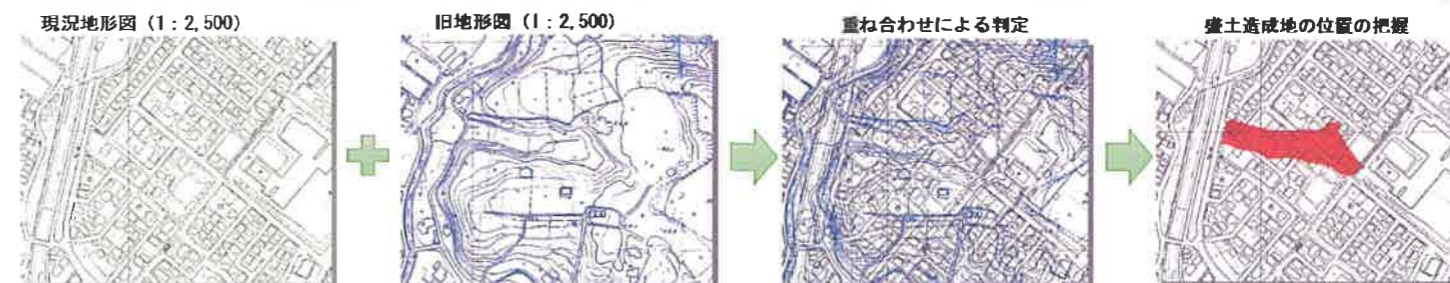 現況地形図（1：2,500）
旧地形図（1：2,500）
重ね合わせによる判定
盛土造成地の位置の把握